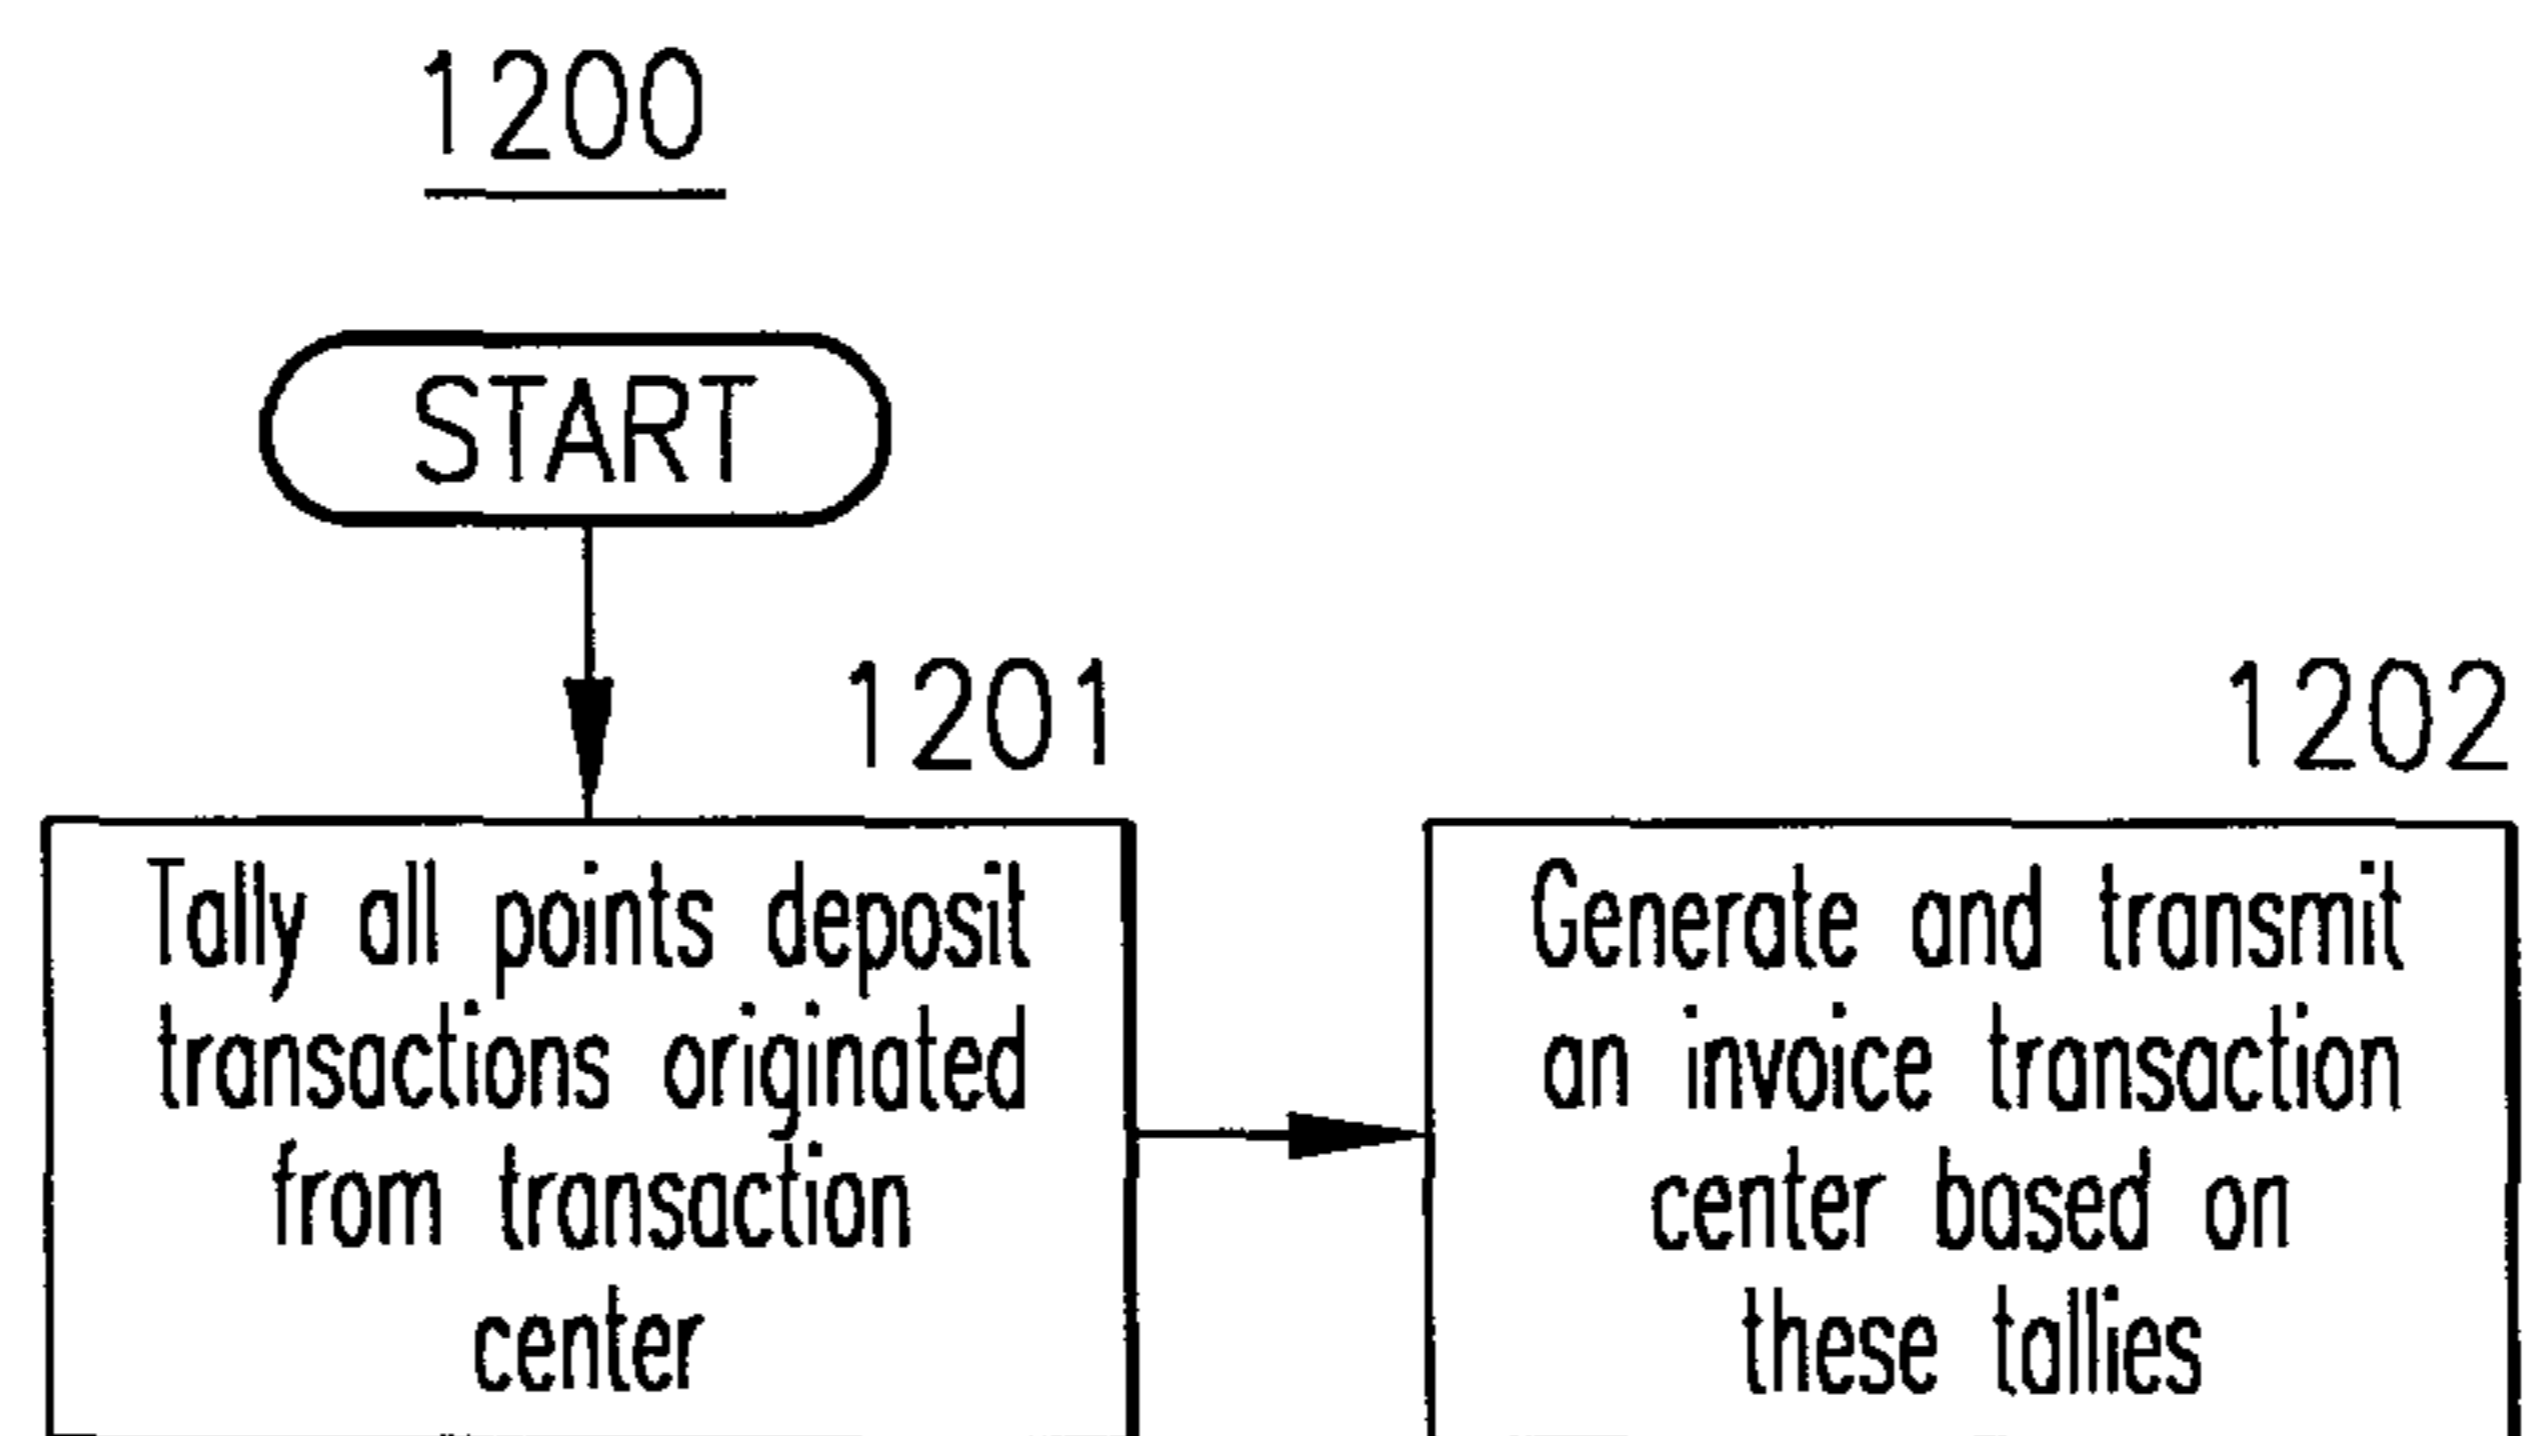 1200
START
1201
Tally all points deposit
transactions originated
from transaction
center
1202
Generate and transmit
an invoice transaction
center based on
these tallies